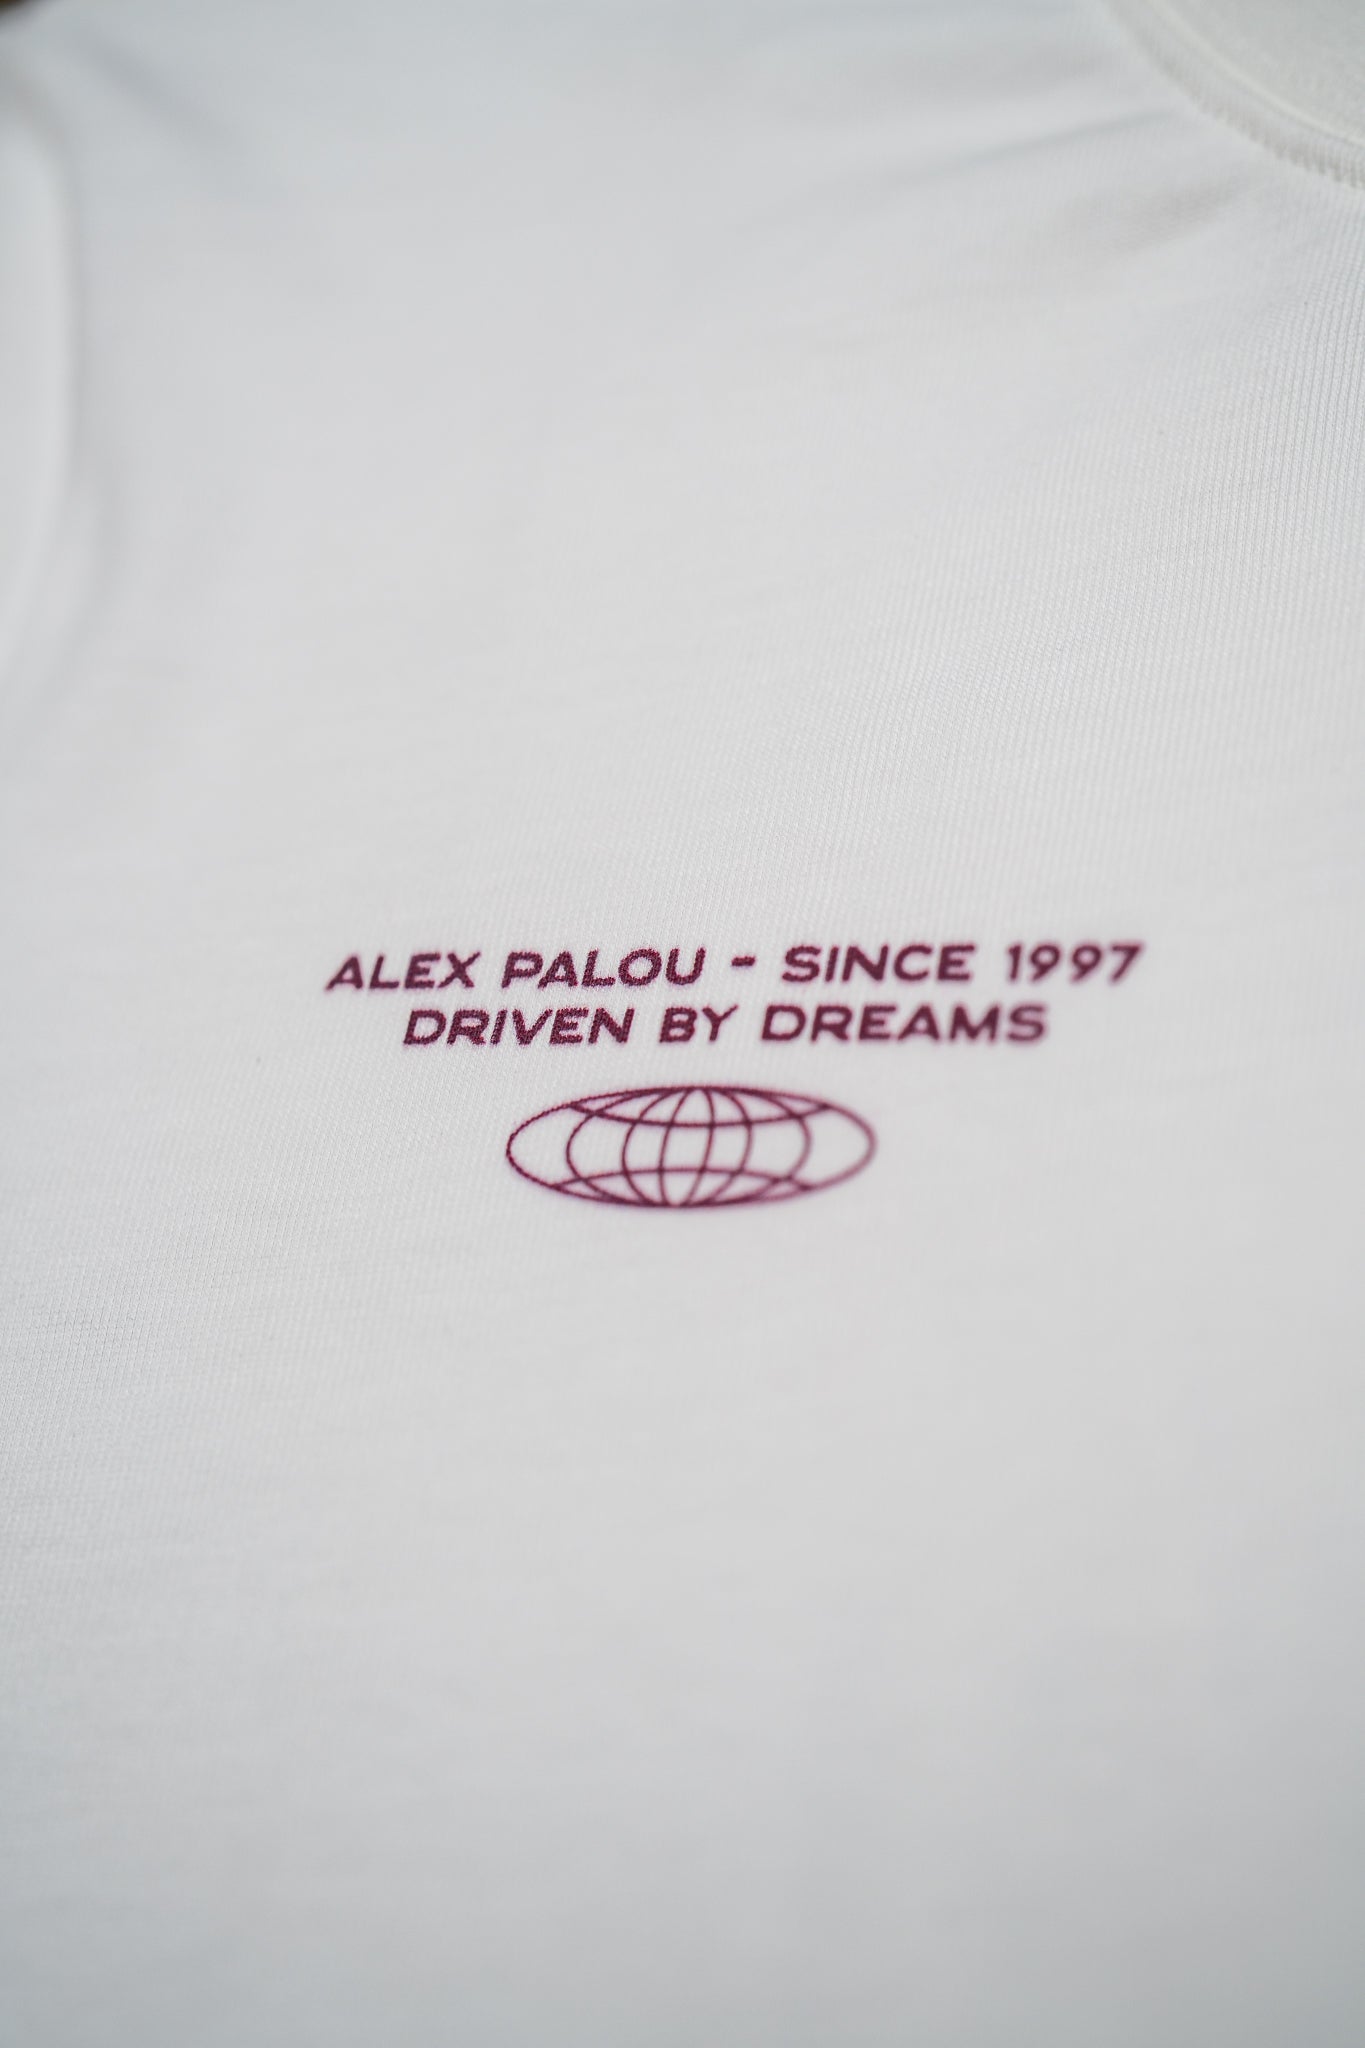 ALEX PALOU - SINCE 1997
DRIVEN BY DREAMS